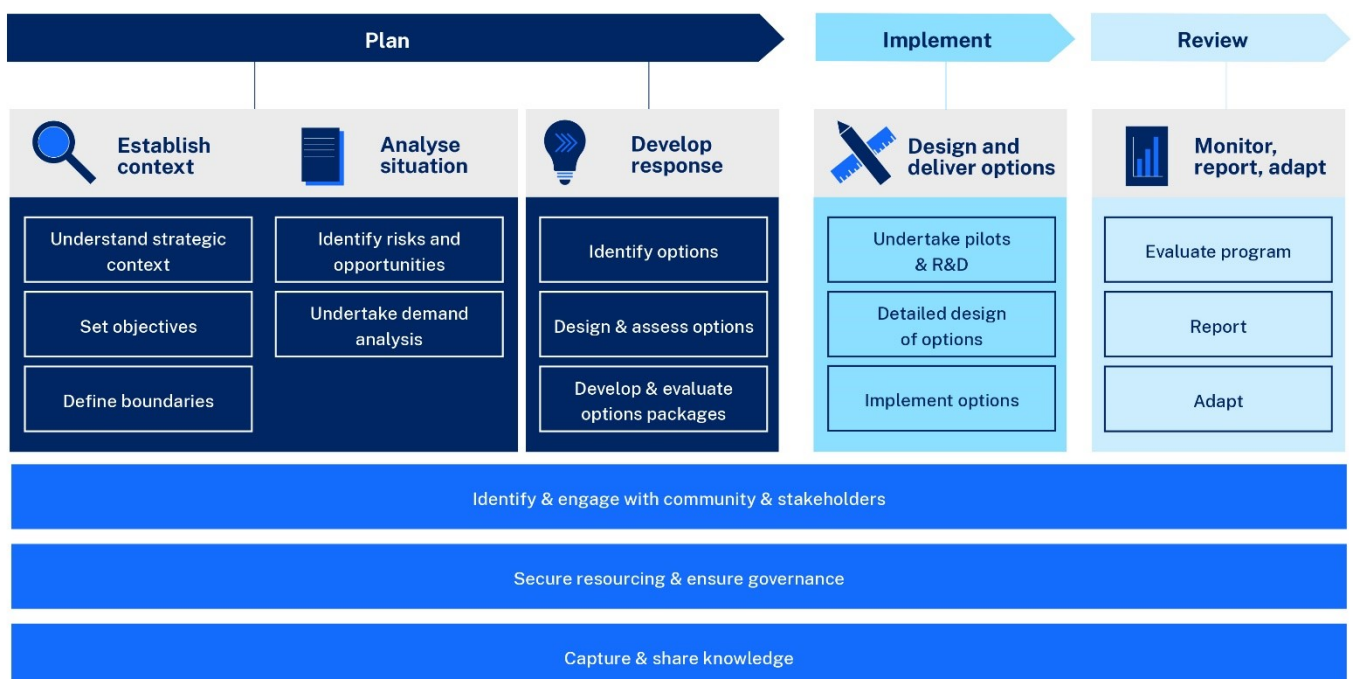 Plan
Implement
Review
Establish
context
Analyse
situation
Develop
response
Design and
deliver options
Monitor,
report, adapt
Understand strategic
context
Set objectives
Define boundaries
Identify risks and
opportunities
Undertake demand
analysis
Identify options
Design & assess options
Develop & evaluate
options packages
Undertake pilots
& R&D
Detailed design
of options
Implement options
Evaluate program
Report
Adapt
Identify & engage with community & stakeholders
Secure resourcing & ensure governance
Capture & share knowledge